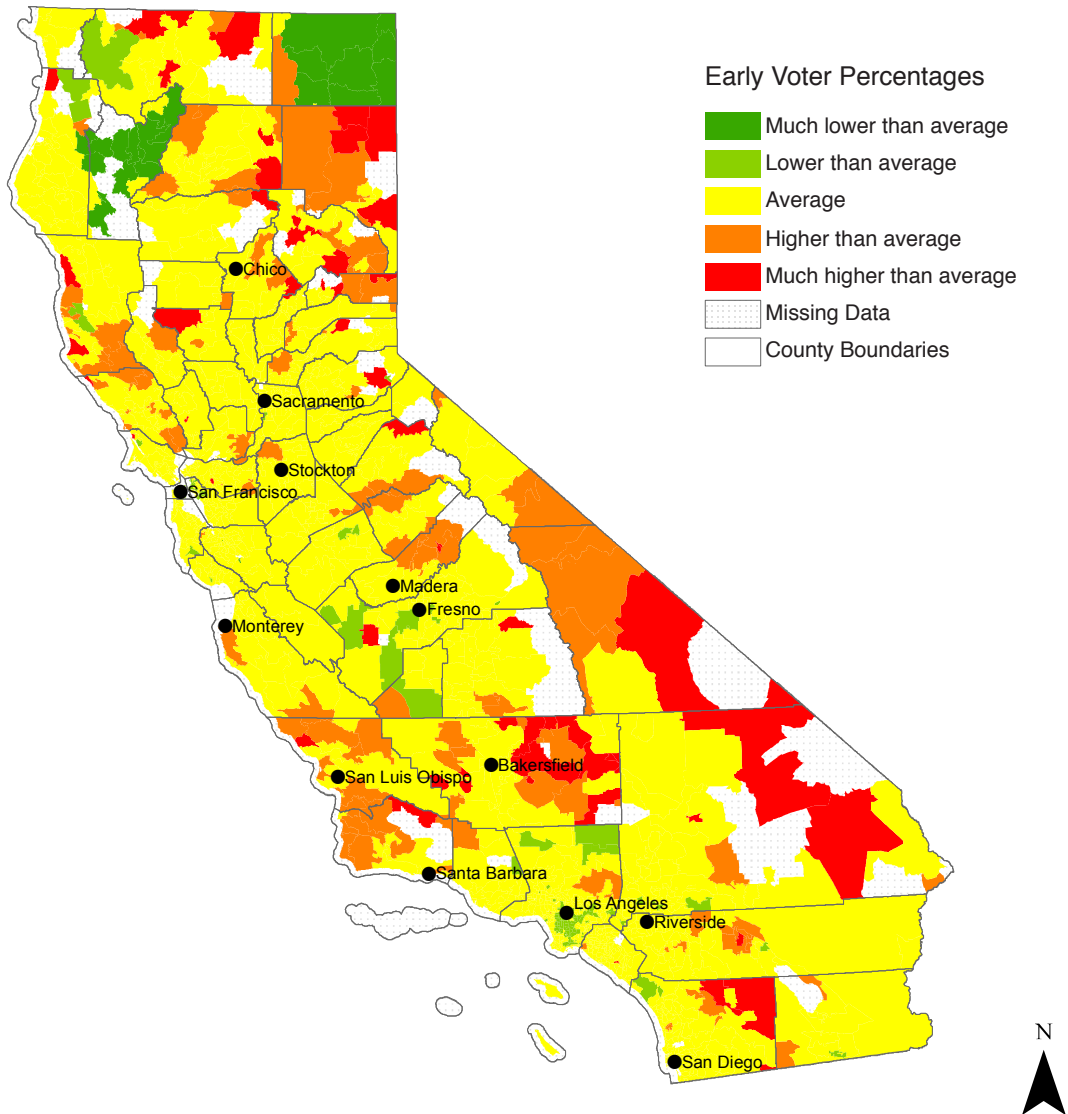 Early Voter Percentages
Much lower than average
Lower than average
Average
Higher than average
Much higher than average
Missing Data
County Boundaries
Chico
Sacramento
Stockton
San Francisco
Madera
Fresno
Monterey
Bakersfield
San Luis Obispo
Santa Barbara
Los Angeles
Riverside
San Diego
N